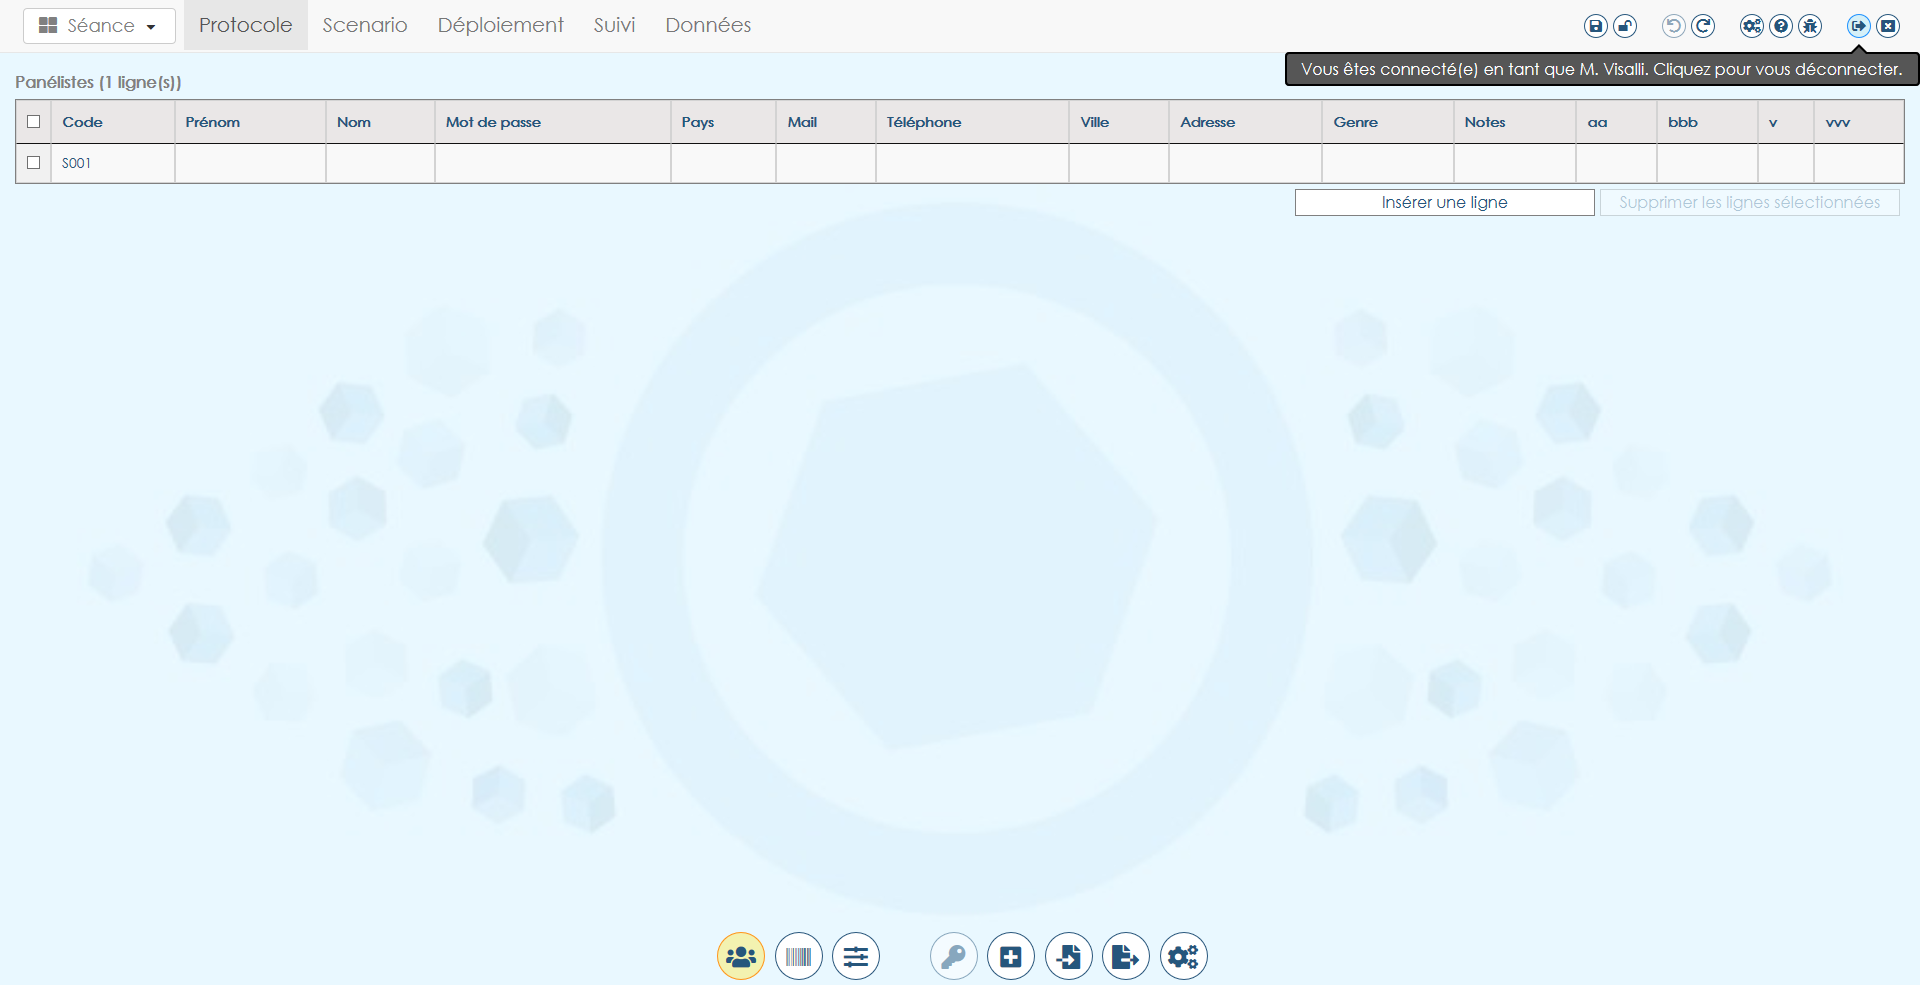 Séance
Protocole
Scenario
Déploiement
Suivi
Données
Vous êtes connecté(e) en tant que M. Visalli. Cliquez pour vous déconnecter.
Panélistes (1 ligne(s))
Code Prénom Nom Mot de passe Pays Mail Téléphone Ville Adresse Genre Notes aa bbb v vvv
S001
Insérer une ligne
Supprimer les lignes sélectionnées